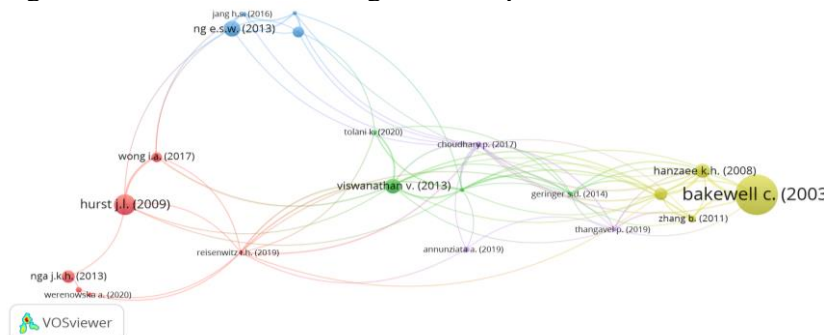 jang h.w (2016)
ng e.s.w. (2013)
tolani k. (2020)
choudhary p. (2017)
wong i.a. (2017)
hanzaee k.h. (2008)
viswanathan v. (2013)
geringer s.d. (2014)
bakewell c. (2003
hurst j.l. (2009)
zhang b. (2011)
thangavel p. (2019)
reisenwitz t.h. (2019)
annunziata a. (2019)
nga j.k.h. (2013)
werenowska a. (2020)
VOSviewer